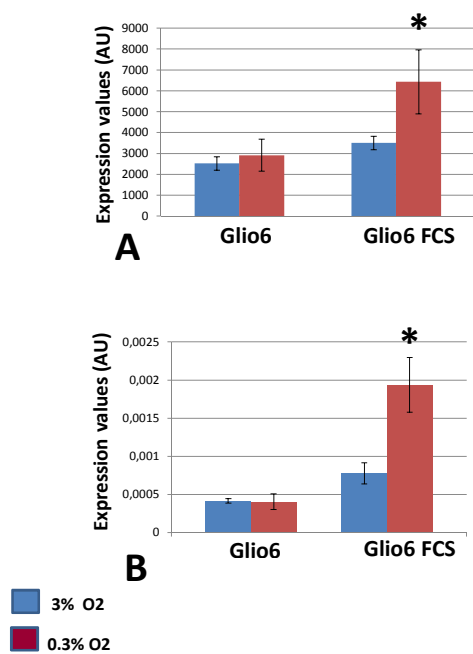 *
Expression values (AU)
9000
8000
7000
6000
5000
4000
3000
2000
1000
0
Glio6 Glio6 FCS
A
*
Expression values (AU)
0,0025
0,002
0,0015
0,001
0,0005
0
Glio6 Glio6 FCS
B
3% O2
0.3% O2